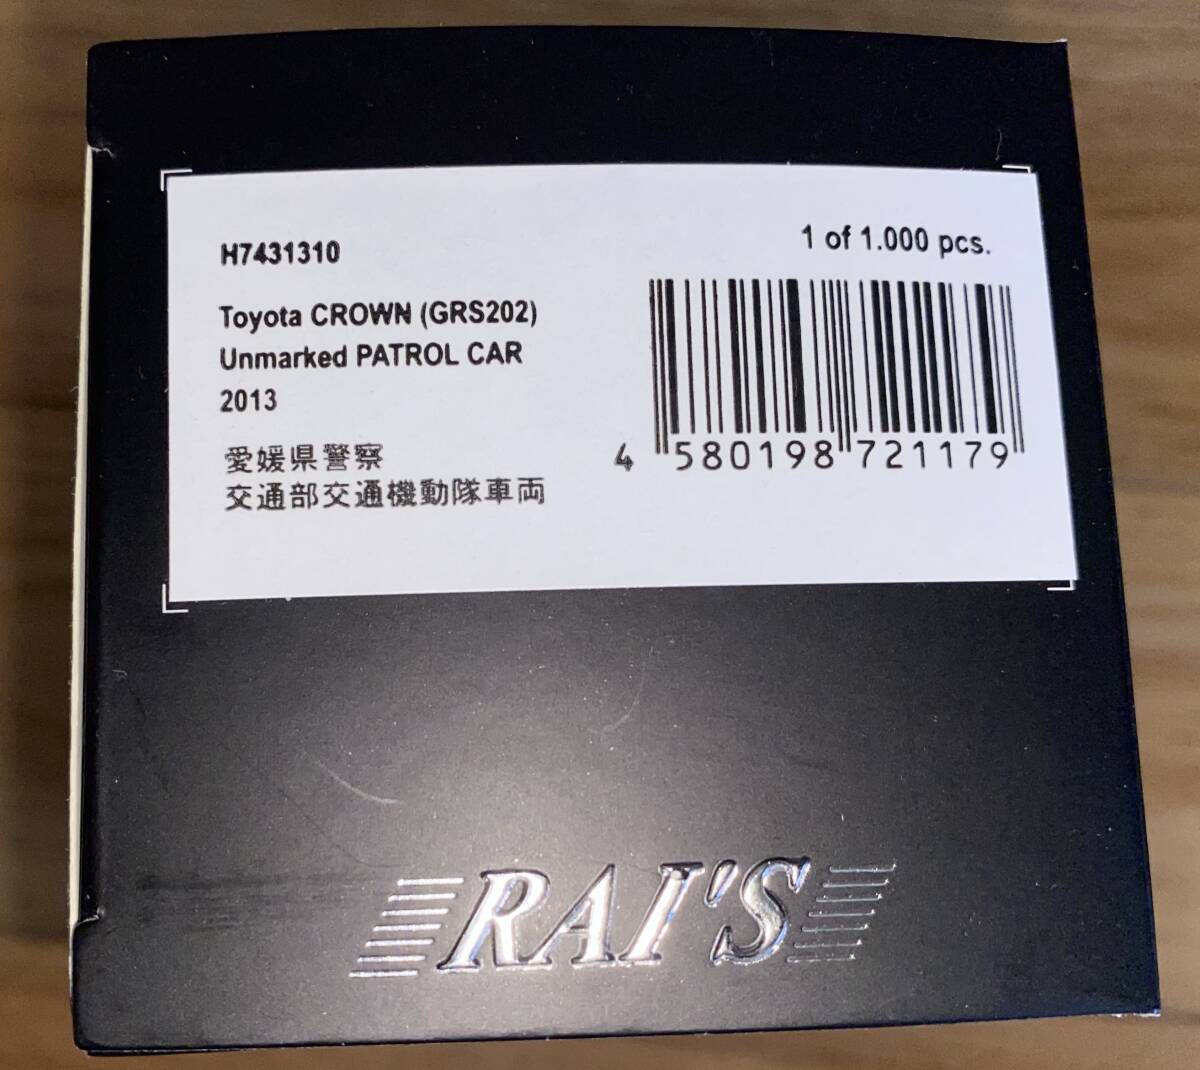 H7431310
1 of 1.000 pcs.
Toyota CROWN (GRS202)
Unmarked PATROL CAR
2013
愛媛県警察
交通部交通機動隊車両
4 580198 721179
RAI'S